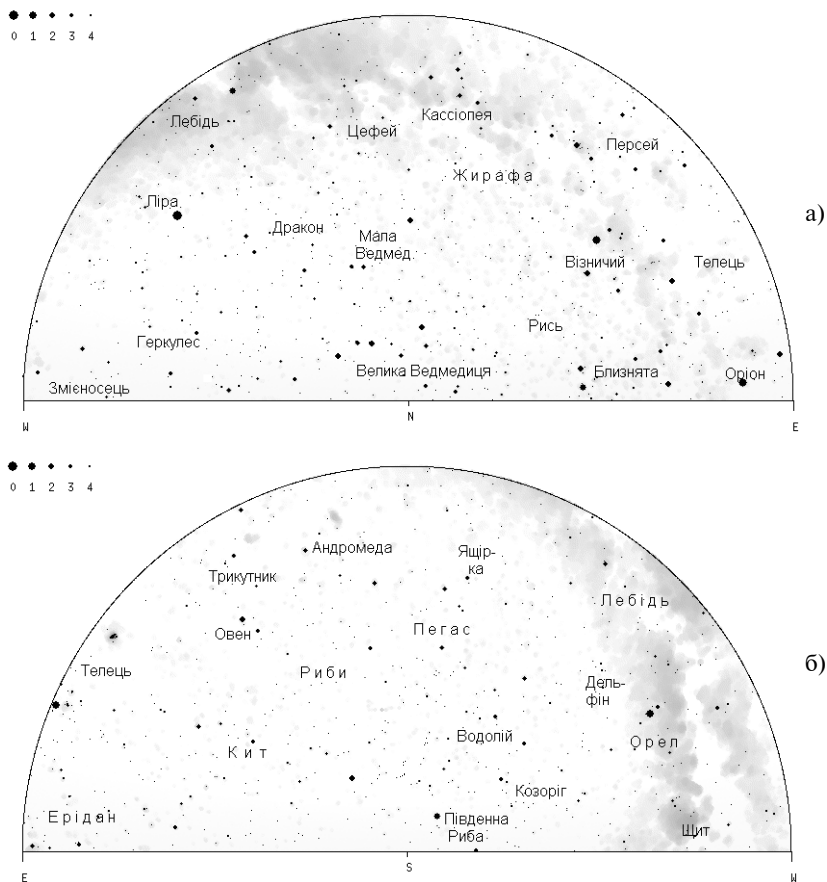 0 1 2 3 4
Лебідь
Цефей
Кассіопея
Персей
Жирафа
Ліра
а)
Дракон
Мала
Ведмед.
Візничий
Телець
Рись
Геркулес
Змієносець
Велика Ведмедиця
Близнята
Оріон
W N E
0 1 2 3 4
Андромеда
Ящір-
ка
Трикутник
Лебідь
Овен
Пегас
Телець
Риби
Дель-
фін
б)
Кит
Водолій
Орел
Козоріг
Ерідан
Південна
Риба
Щит
E S W